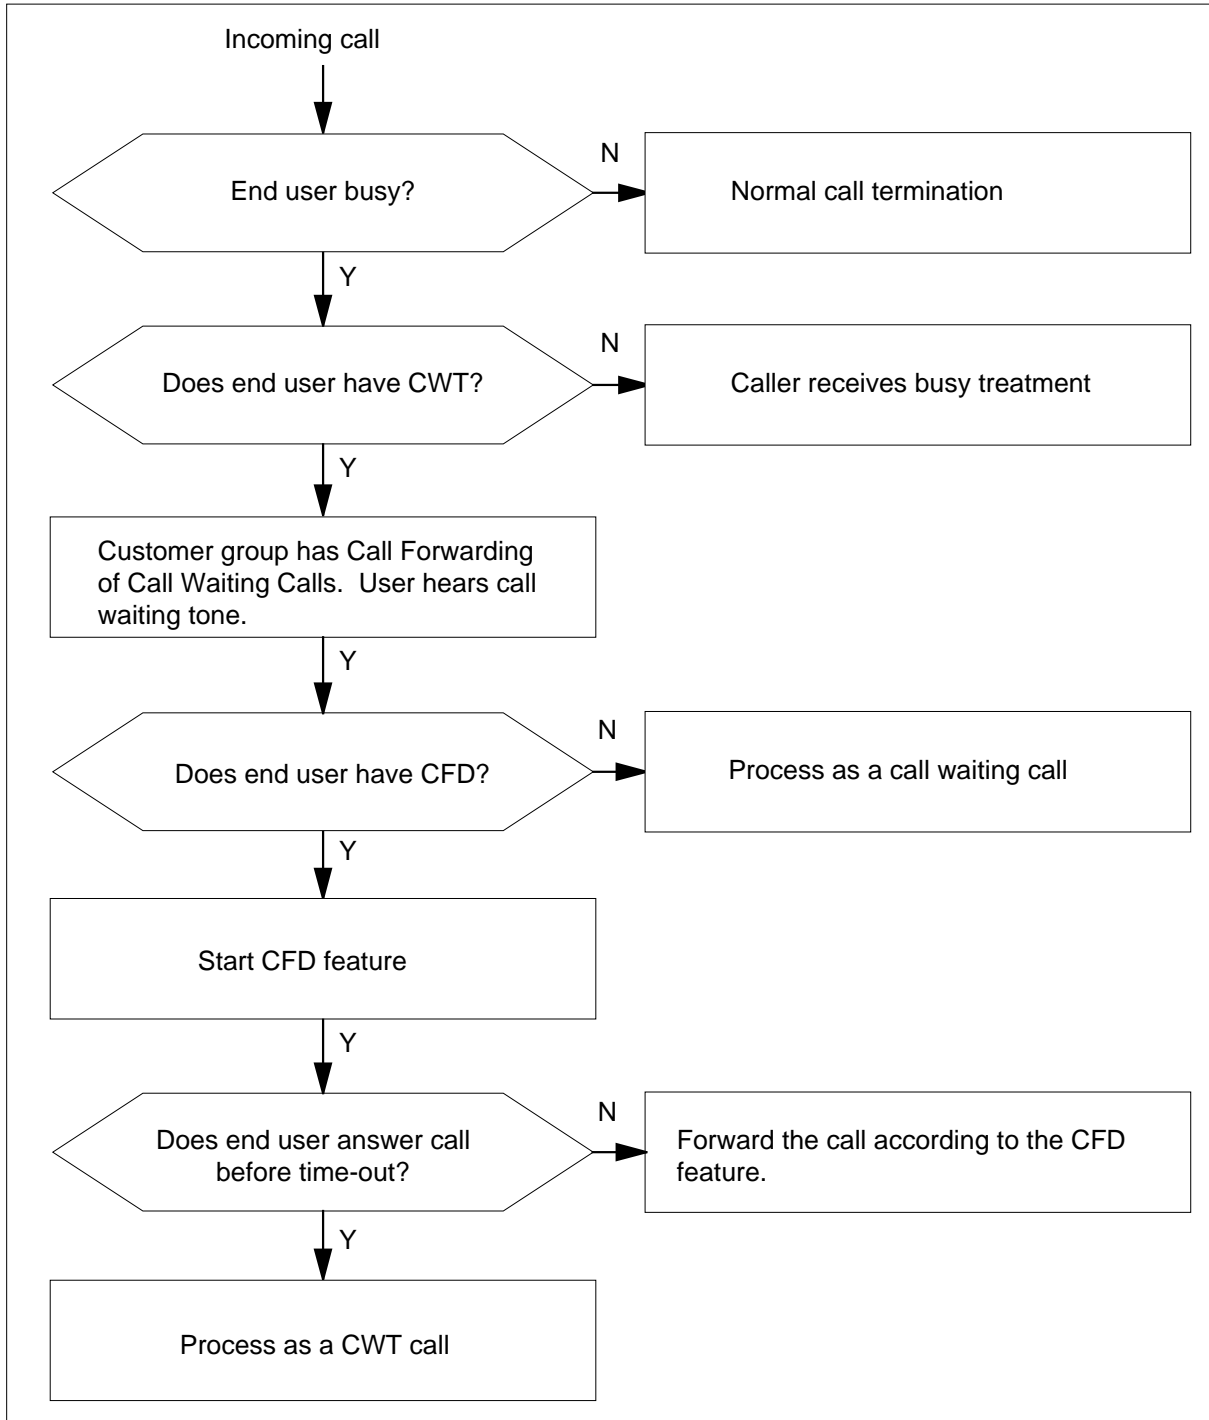 Incoming call
End user busy?
N
Normal call termination
Y
Does end user have CWT?
N
Caller receives busy treatment
Y
Customer group has Call Forwarding
of Call Waiting Calls.  User hears call
waiting tone.
Y
Does end user have CFD?
N
Process as a call waiting call
Y
Start CFD feature
Y
Does end user answer call
before time-out?
N
Forward the call according to the CFD
feature.
Y
Process as a CWT call